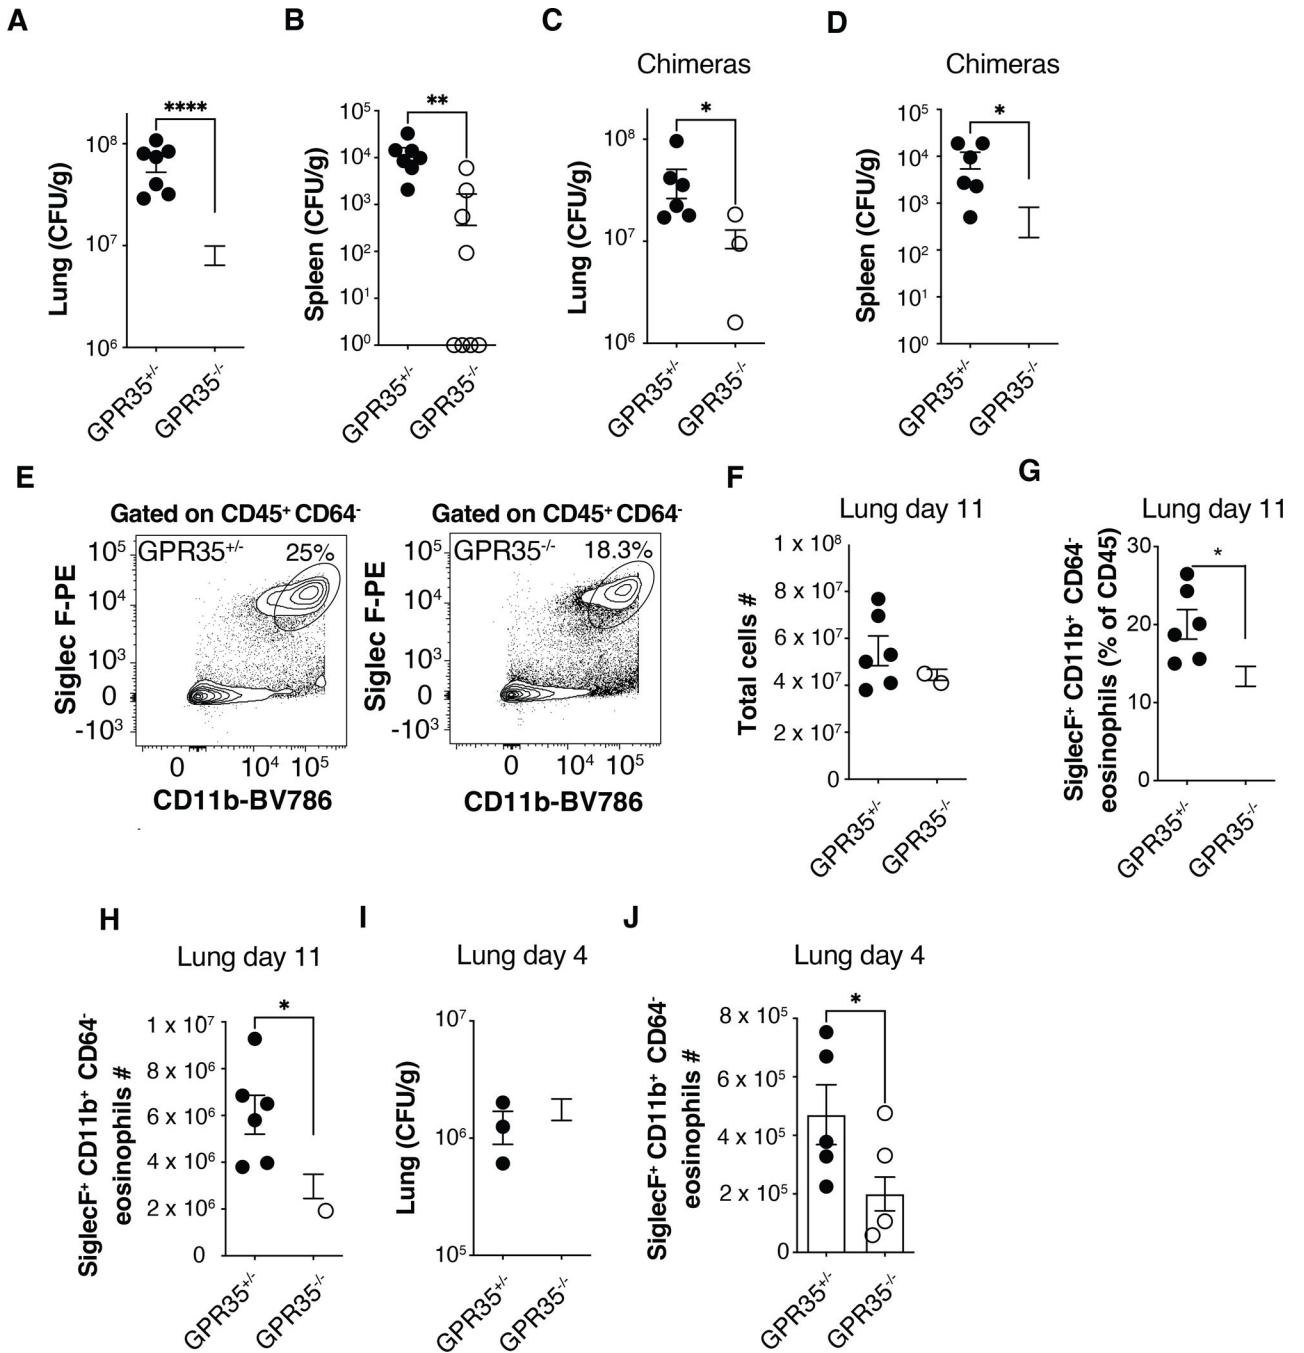 A
B
C
D
Chimeras
Chimeras
****
**
*
*
Lung (CFU/g)
10⁸
10⁷
10⁶
GPR35+/-
GPR35-/-
Spleen (CFU/g)
10⁵
10⁴
10³
10²
10¹
10⁰
GPR35+/-
GPR35-/-
Lung (CFU/g)
10⁸
10⁷
10⁶
GPR35+/-
GPR35-/-
Spleen (CFU/g)
10⁵
10⁴
10³
10²
10¹
10⁰
GPR35+/-
GPR35-/-
E
Gated on CD45+ CD64-
GPR35+/-
25%
Siglec F-PE
10⁵
10⁴
10³
0
-10³
0
10⁴
10⁵
CD11b-BV786
Gated on CD45+ CD64-
GPR35-/-
18.3%
Siglec F-PE
10⁵
10⁴
10³
0
-10³
0
10⁴
10⁵
CD11b-BV786
F
Lung day 11
Total cells #
1 x 10⁸
8 x 10⁷
6 x 10⁷
4 x 10⁷
2 x 10⁷
0
GPR35+/-
GPR35-/-
G
Lung day 11
*
SiglecF+ CD11b+ CD64-
eosinophils (% of CD45)
30
20
10
0
GPR35+/-
GPR35-/-
H
Lung day 11
*
SiglecF+ CD11b+ CD64-
eosinophils #
1 x 10⁷
8 x 10⁶
6 x 10⁶
4 x 10⁶
2 x 10⁶
0
GPR35+/-
GPR35-/-
I
Lung day 4
Lung (CFU/g)
10⁷
10⁶
10⁵
GPR35+/-
GPR35-/-
J
Lung day 4
*
SiglecF+ CD11b+ CD64-
eosinophils #
8 x 10⁵
6 x 10⁵
4 x 10⁵
2 x 10⁵
0
GPR35+/-
GPR35-/-